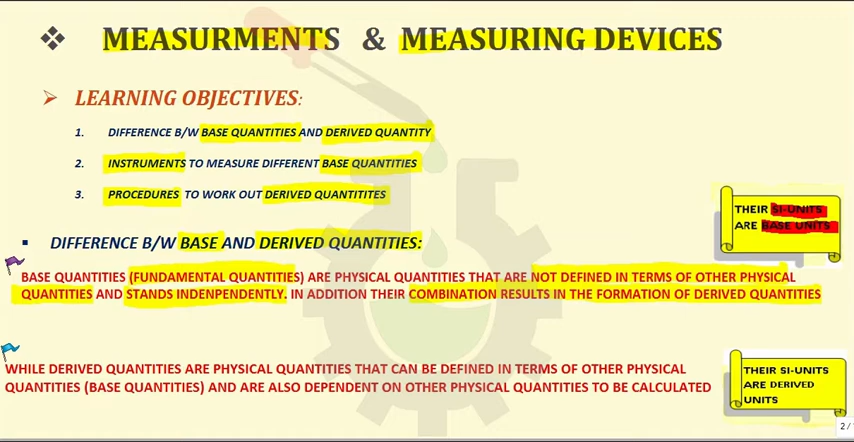 ❖ MEASURMENTS & MEASURING DEVICES
➢ LEARNING OBJECTIVES:
1. DIFFERENCE B/W BASE QUANTITIES AND DERIVED QUANTITY
2. INSTRUMENTS TO MEASURE DIFFERENT BASE QUANTITIES
3. PROCEDURES TO WORK OUT DERIVED QUANTITITES
THEIR SI-UNITS
ARE BASE UNITS
▪ DIFFERENCE B/W BASE AND DERIVED QUANTITIES:
BASE QUANTITIES (FUNDAMENTAL QUANTITIES) ARE PHYSICAL QUANTITIES THAT ARE NOT DEFINED IN TERMS OF OTHER PHYSICAL
QUANTITIES AND STANDS INDENPENDENTLY. IN ADDITION THEIR COMBINATION RESULTS IN THE FORMATION OF DERIVED QUANTITIES
WHILE DERIVED QUANTITIES ARE PHYSICAL QUANTITIES THAT CAN BE DEFINED IN TERMS OF OTHER PHYSICAL
QUANTITIES (BASE QUANTITIES) AND ARE ALSO DEPENDENT ON OTHER PHYSICAL QUANTITIES TO BE CALCULATED
THEIR SI-UNITS
ARE DERIVED
UNITS
2 /